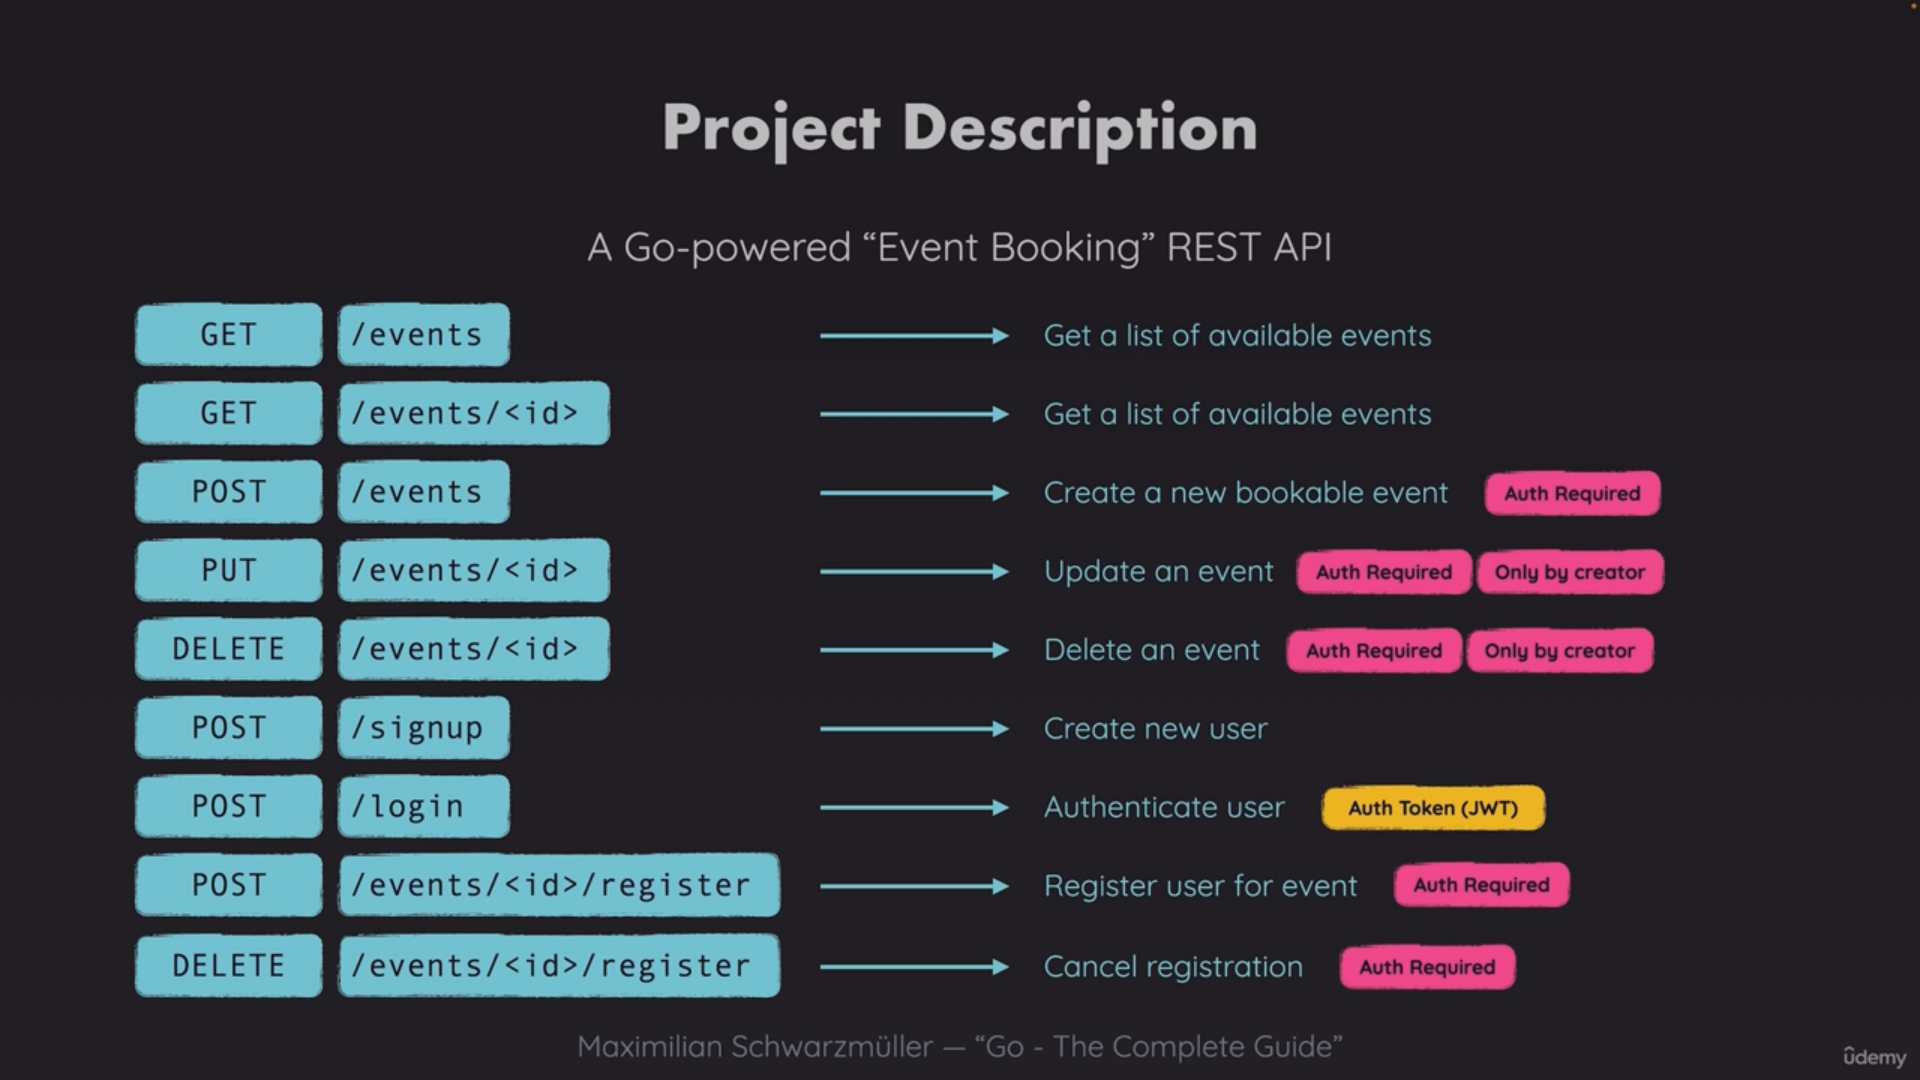 Project Description
A Go-powered “Event Booking” REST API
GET /events Get a list of available events
GET /events/<id> Get a list of available events
POST /events Create a new bookable event Auth Required
PUT /events/<id> Update an event Auth Required Only by creator
DELETE /events/<id> Delete an event Auth Required Only by creator
POST /signup Create new user
POST /login Authenticate user Auth Token (JWT)
POST /events/<id>/register Register user for event Auth Required
DELETE /events/<id>/register Cancel registration Auth Required
Maximilian Schwarzmüller — “Go - The Complete Guide”
ûdemy